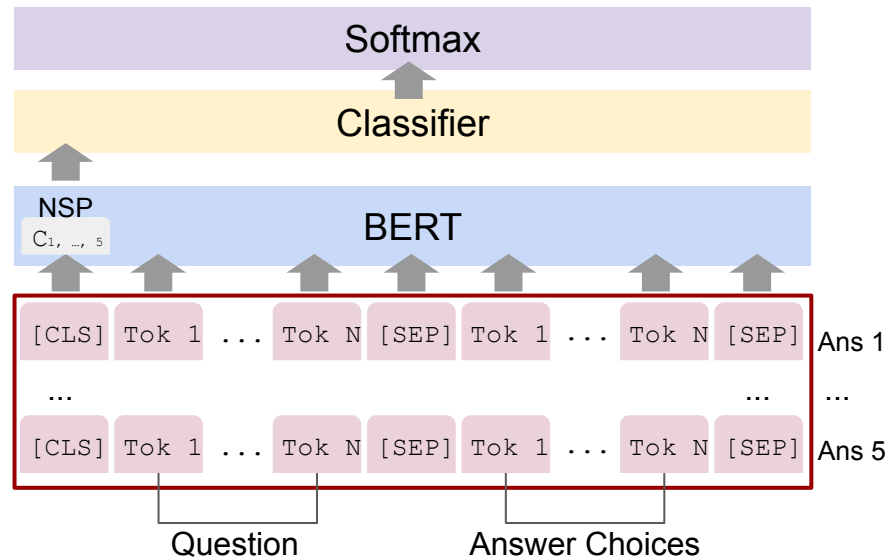 Softmax
Classifier
NSP
C1, …, 5
BERT
[CLS] Tok 1 ... Tok N [SEP] Tok 1 ... Tok N [SEP] Ans 1
... ... ...
[CLS] Tok 1 ... Tok N [SEP] Tok 1 ... Tok N [SEP] Ans 5
Question Answer Choices